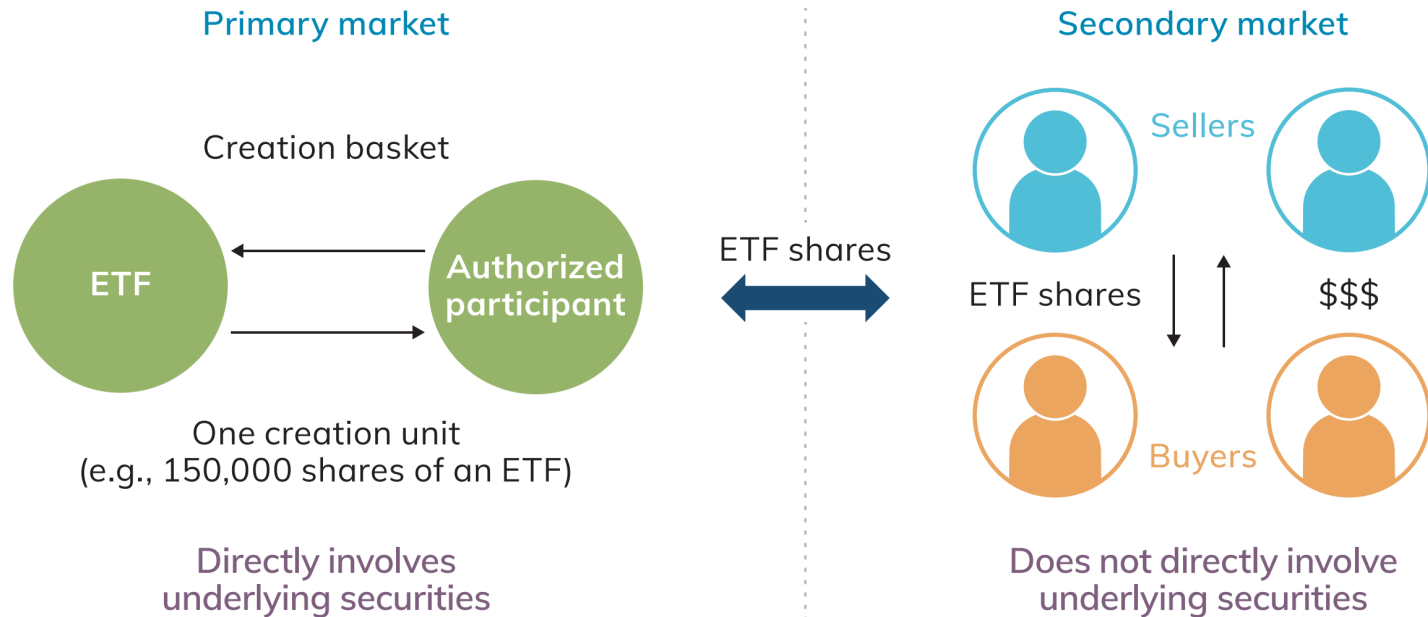 Primary market
Creation basket
ETF
Authorized
participant
One creation unit
(e.g., 150,000 shares of an ETF)
Directly involves
underlying securities
ETF shares
Secondary market
Sellers
ETF shares
$$$
Buyers
Does not directly involve
underlying securities